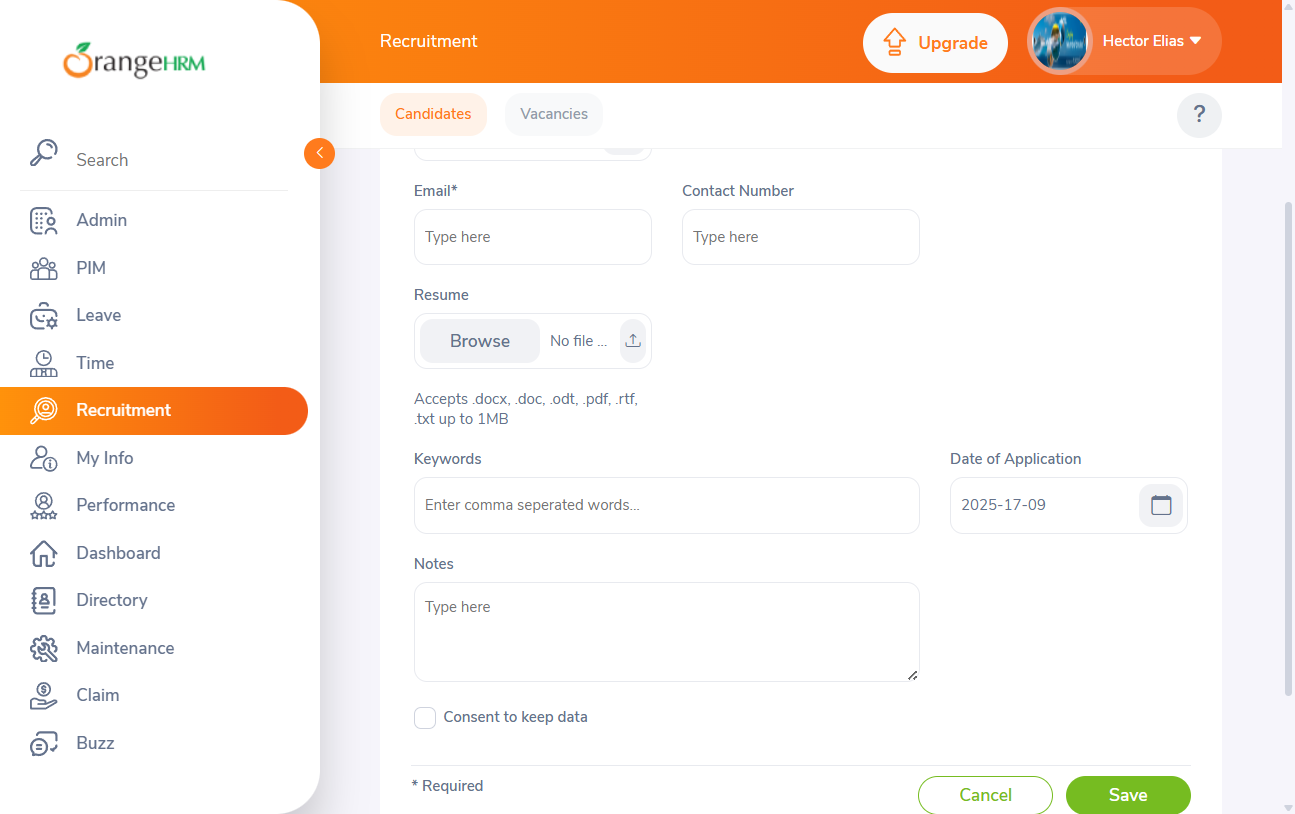 OrangeHRM
Recruitment
Upgrade
Hector Elias
Candidates
Vacancies
?
Search
Admin
PIM
Leave
Time
Recruitment
My Info
Performance
Dashboard
Directory
Maintenance
Claim
Buzz
Email*
Contact Number
Type here
Type here
Resume
Browse
No file ...
Accepts .docx, .doc, .odt, .pdf, .rtf,
.txt up to 1MB
Keywords
Date of Application
Enter comma seperated words...
2025-17-09
Notes
Type here
Consent to keep data
* Required
Cancel
Save